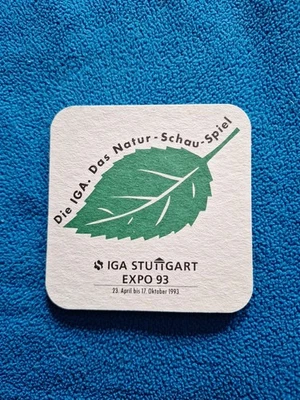 Die IGA. Das Natur-Schau-Spiel
IGA STUTTGART
EXPO 93
23. April bis 17. Oktober 1993